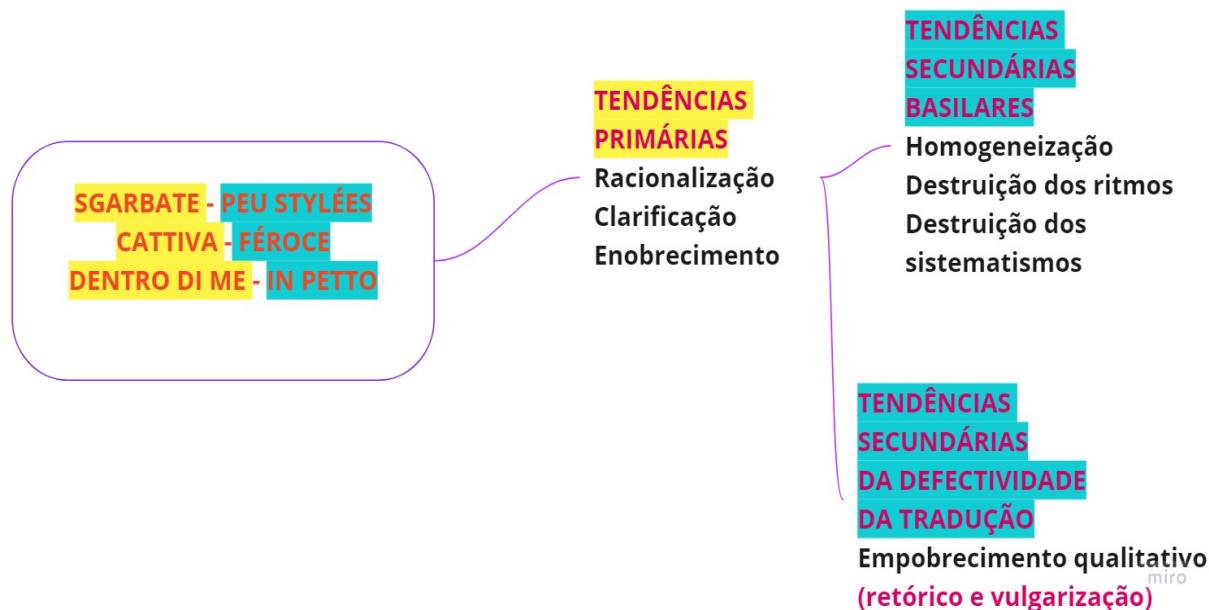 SGARBATE - PEU STYLÉES
CATTIVA - FÉROCE
DENTRO DI ME - IN PETTO
TENDÊNCIAS
PRIMÁRIAS
Racionalização
Clarificação
Enobrecimento
TENDÊNCIAS
SECUNDÁRIAS
BASILARES
Homogeneização
Destruição dos ritmos
Destruição dos
sistematismos
TENDÊNCIAS
SECUNDÁRIAS
DA DEFECTIVIDADE
DA TRADUÇÃO
Empobrecimento qualitativo
(retórico e vulgarização)
miro